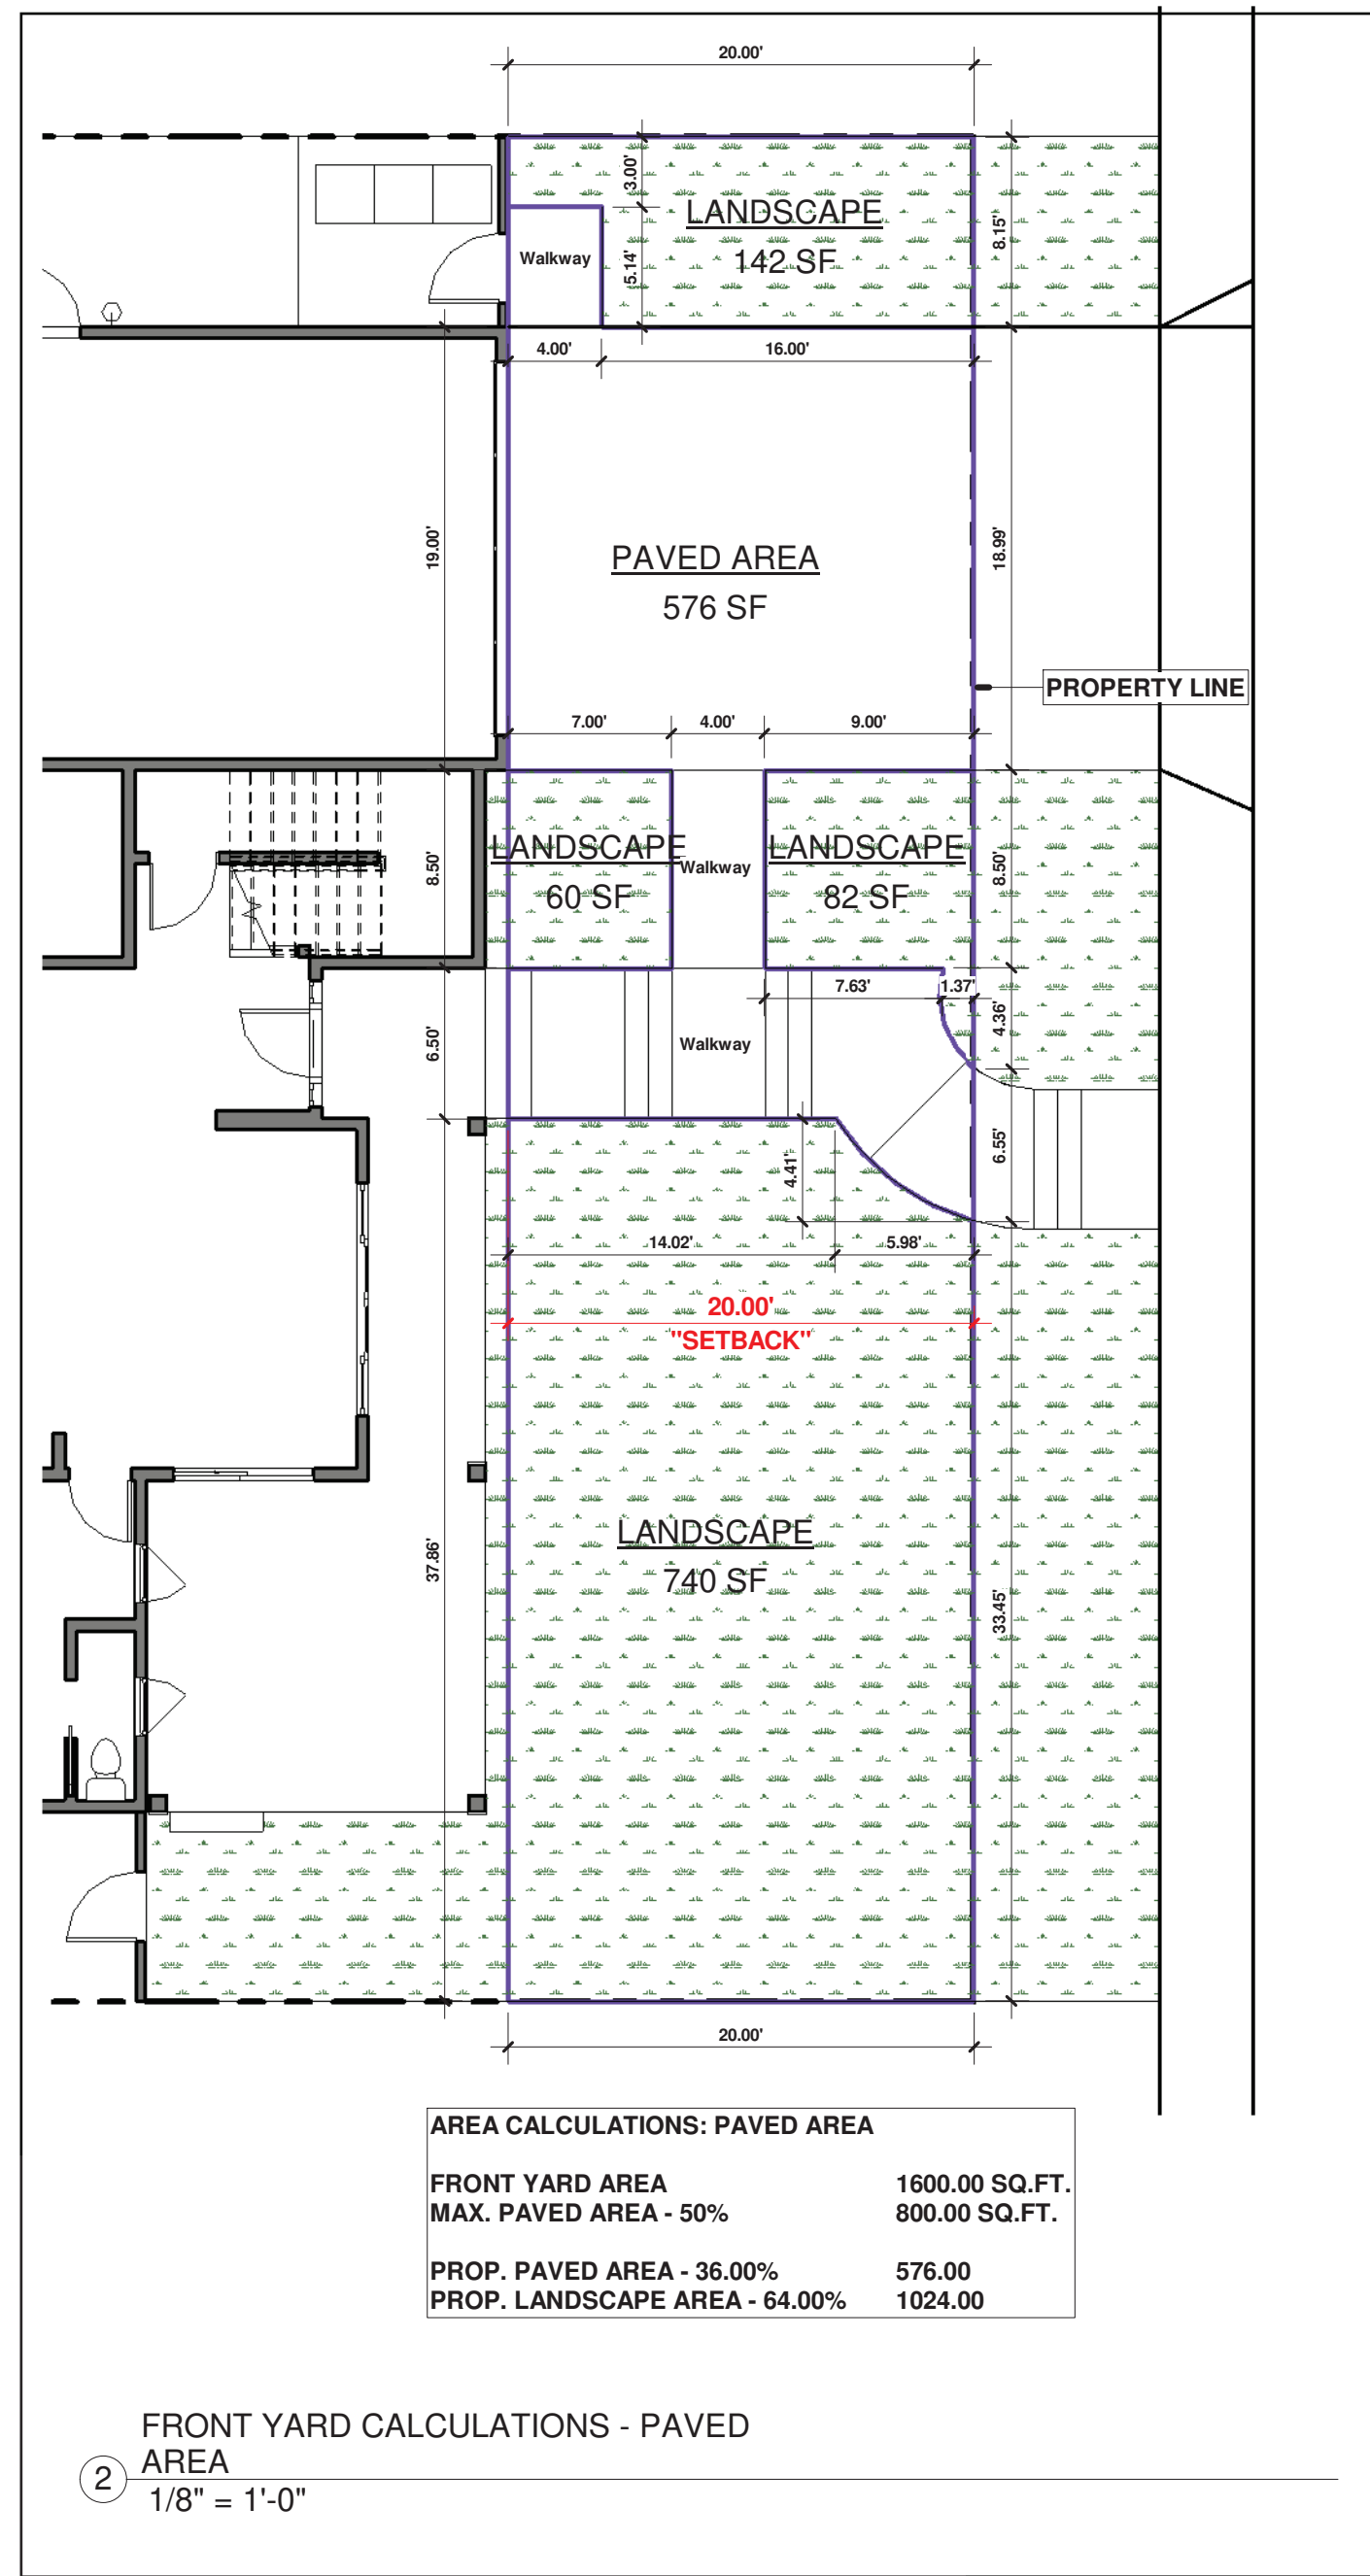 20.00'
3.00'
LANDSCAPE
142 SF
8.15'
Walkway
5.14'
4.00'
16.00'
19.00'
18.99'
PAVED AREA
576 SF
PROPERTY LINE
7.00'
4.00'
9.00'
8.50'
LANDSCAPE
60 SF
Walkway
LANDSCAPE
82 SF
8.50'
7.63'
1.37'
4.36'
6.50'
Walkway
4.41'
6.55'
14.02'
5.98'
20.00'
"SETBACK"
37.86'
LANDSCAPE
740 SF
33.45'
20.00'
AREA CALCULATIONS: PAVED AREA
FRONT YARD AREA 1600.00 SQ.FT.
MAX. PAVED AREA - 50% 800.00 SQ.FT.
PROP. PAVED AREA - 36.00% 576.00
PROP. LANDSCAPE AREA - 64.00% 1024.00
FRONT YARD CALCULATIONS - PAVED
AREA
2
1/8" = 1'-0"